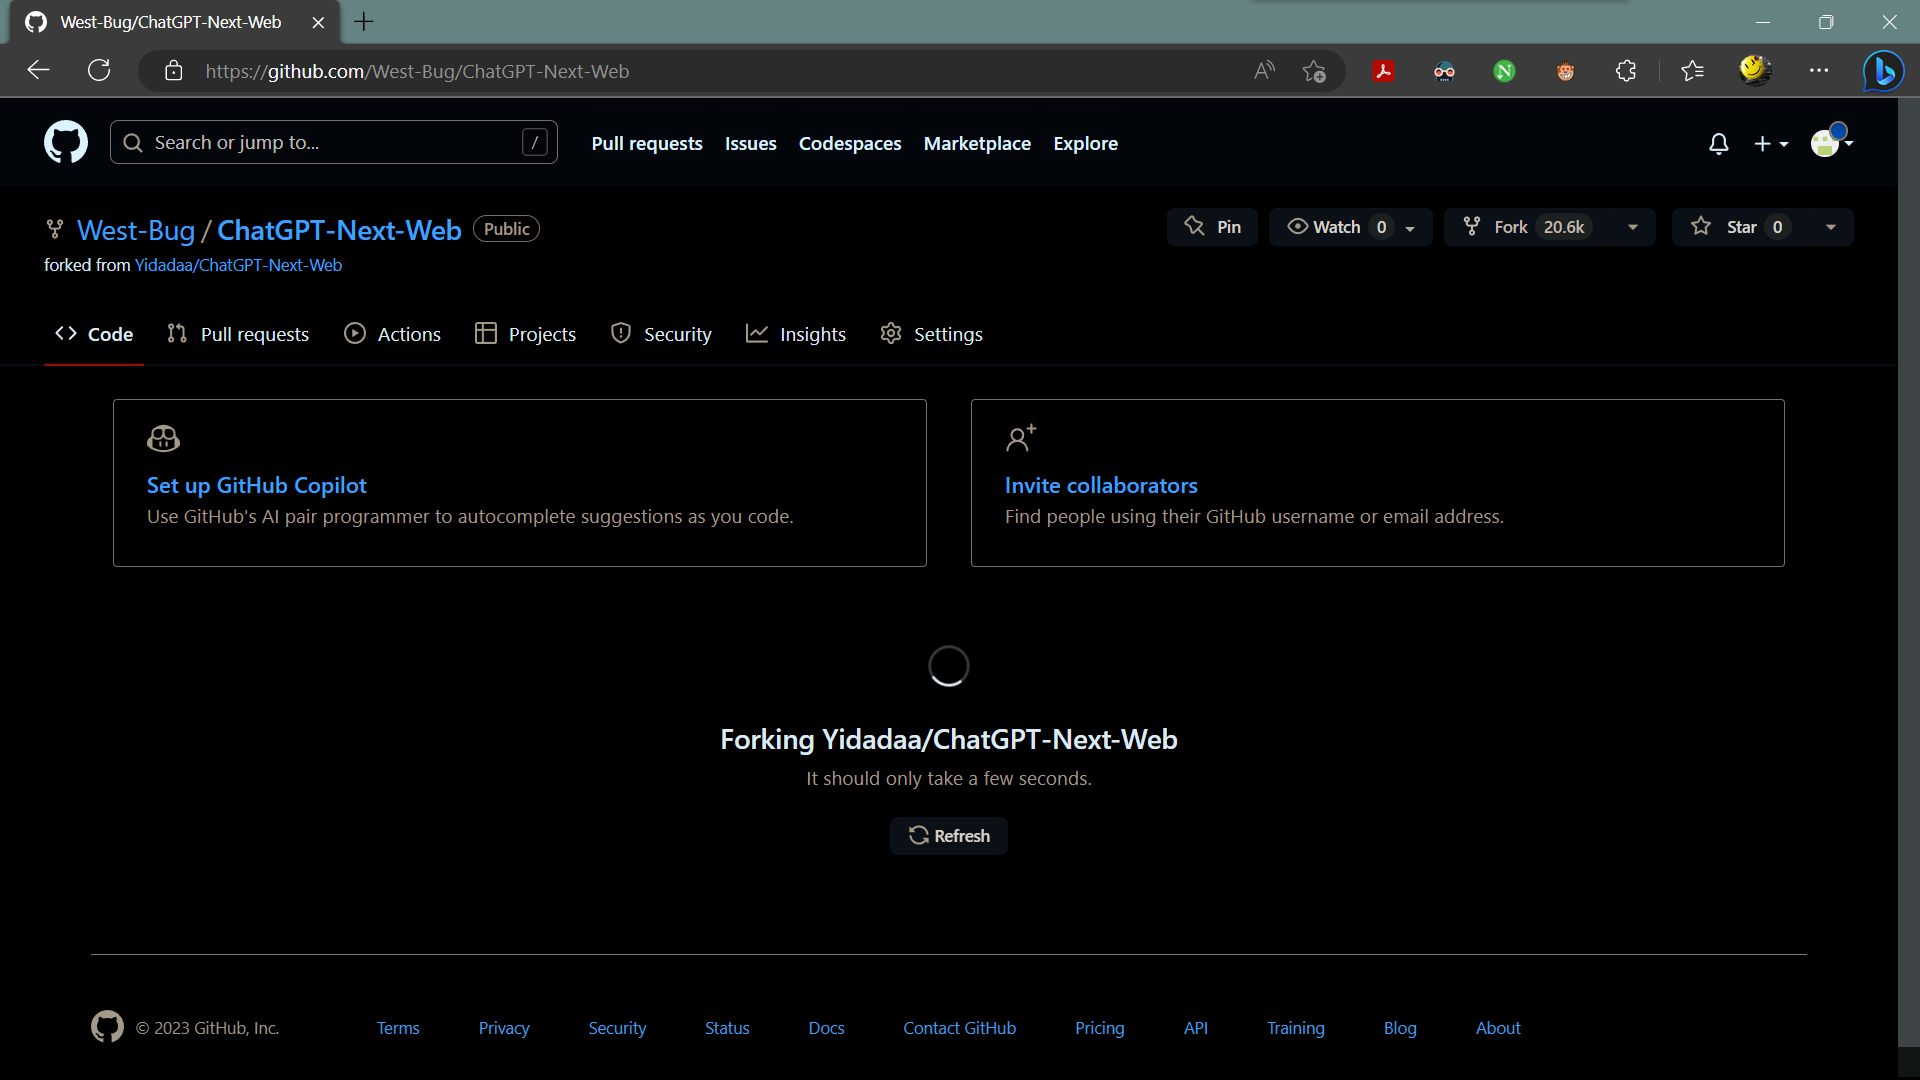 West-Bug/ChatGPT-Next-Web
https://github.com/West-Bug/ChatGPT-Next-Web
Search or jump to...
/
Pull requests
Issues
Codespaces
Marketplace
Explore
West-Bug / ChatGPT-Next-Web
Public
Pin
Watch 0
Fork 20.6k
Star 0
forked from Yidadaa/ChatGPT-Next-Web
Code
Pull requests
Actions
Projects
Security
Insights
Settings
Set up GitHub Copilot
Use GitHub's AI pair programmer to autocomplete suggestions as you code.
Invite collaborators
Find people using their GitHub username or email address.
Forking Yidadaa/ChatGPT-Next-Web
It should only take a few seconds.
Refresh
© 2023 GitHub, Inc.
Terms
Privacy
Security
Status
Docs
Contact GitHub
Pricing
API
Training
Blog
About